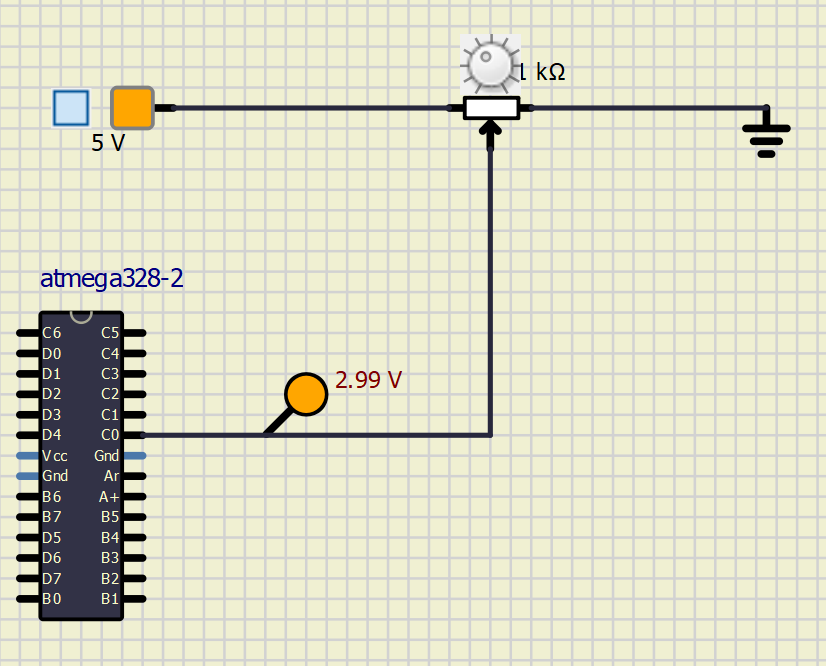 1 kΩ
5 V
atmega328-2
C6 C5
D0 C4
D1 C3
D2 C2
D3 C1
D4 C0
Vcc Gnd
Gnd Ar
B6 A+
B7 B5
D5 B4
D6 B3
D7 B2
B0 B1
2.99 V